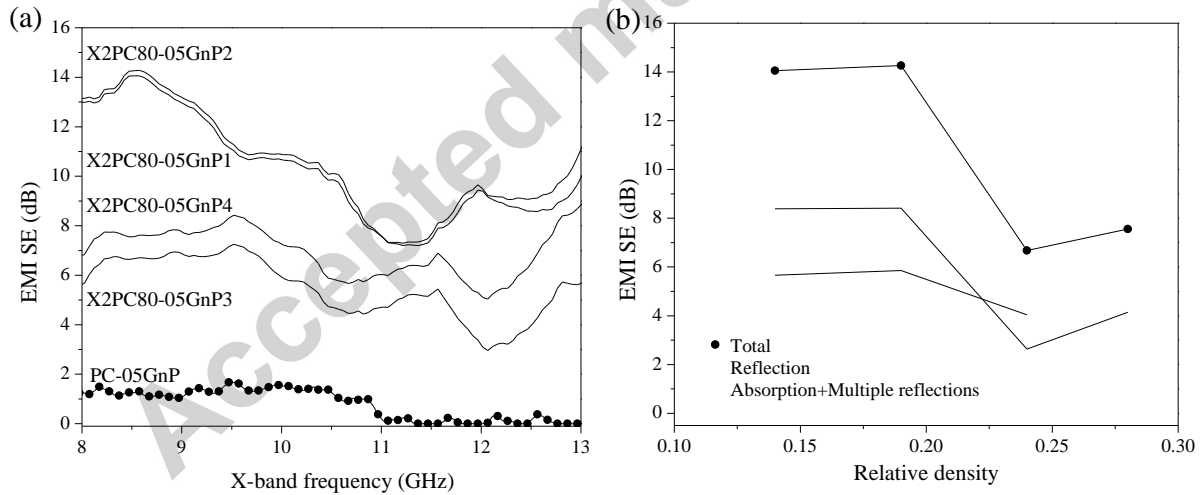 (a)
16
14
12
10
8
6
4
2
0
EMI SE (dB)
X2PC80-05GnP2
X2PC80-05GnP1
X2PC80-05GnP4
X2PC80-05GnP3
PC-05GnP
8 9 10 11 12 13
X-band frequency (GHz)
(b)
16
14
12
10
8
6
4
2
0
EMI SE (dB)
Total
Reflection
Absorption+Multiple reflections
0.10 0.15 0.20 0.25 0.30
Relative density
Accepted